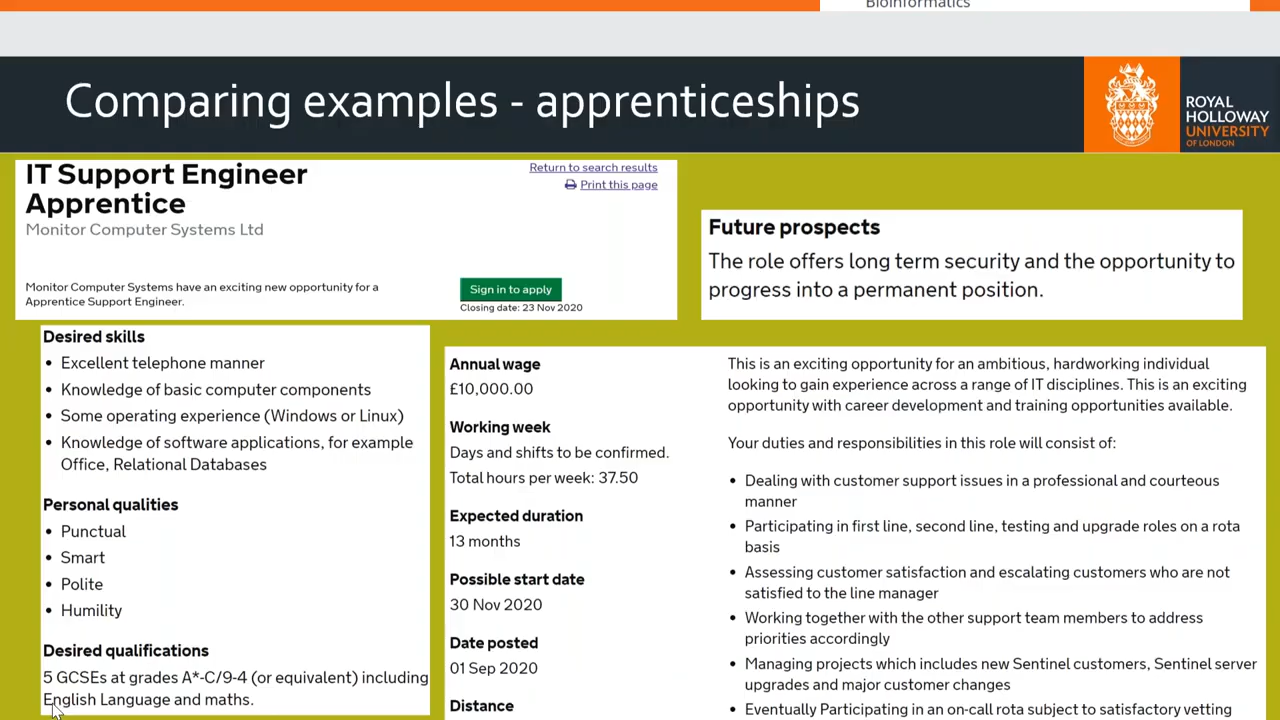 Bioinformatics
Comparing examples - apprenticeships
ROYAL
HOLLOWAY
UNIVERSITY
OF LONDON
IT Support Engineer
Apprentice
Monitor Computer Systems Ltd
Return to search results
Print this page
Monitor Computer Systems have an exciting new opportunity for a
Apprentice Support Engineer.
Sign in to apply
Closing date: 23 Nov 2020
Future prospects
The role offers long term security and the opportunity to
progress into a permanent position.
Desired skills
• Excellent telephone manner
• Knowledge of basic computer components
• Some operating experience (Windows or Linux)
• Knowledge of software applications, for example
Office, Relational Databases
Personal qualities
• Punctual
• Smart
• Polite
• Humility
Desired qualifications
5 GCSEs at grades A*-C/9-4 (or equivalent) including
English Language and maths.
Annual wage
£10,000.00
Working week
Days and shifts to be confirmed.
Total hours per week: 37.50
Expected duration
13 months
Possible start date
30 Nov 2020
Date posted
01 Sep 2020
Distance
This is an exciting opportunity for an ambitious, hardworking individual
looking to gain experience across a range of IT disciplines. This is an exciting
opportunity with career development and training opportunities available.
Your duties and responsibilities in this role will consist of:
• Dealing with customer support issues in a professional and courteous
manner
• Participating in first line, second line, testing and upgrade roles on a rota
basis
• Assessing customer satisfaction and escalating customers who are not
satisfied to the line manager
• Working together with the other support team members to address
priorities accordingly
• Managing projects which includes new Sentinel customers, Sentinel server
upgrades and major customer changes
• Eventually Participating in an on-call rota subject to satisfactory vetting